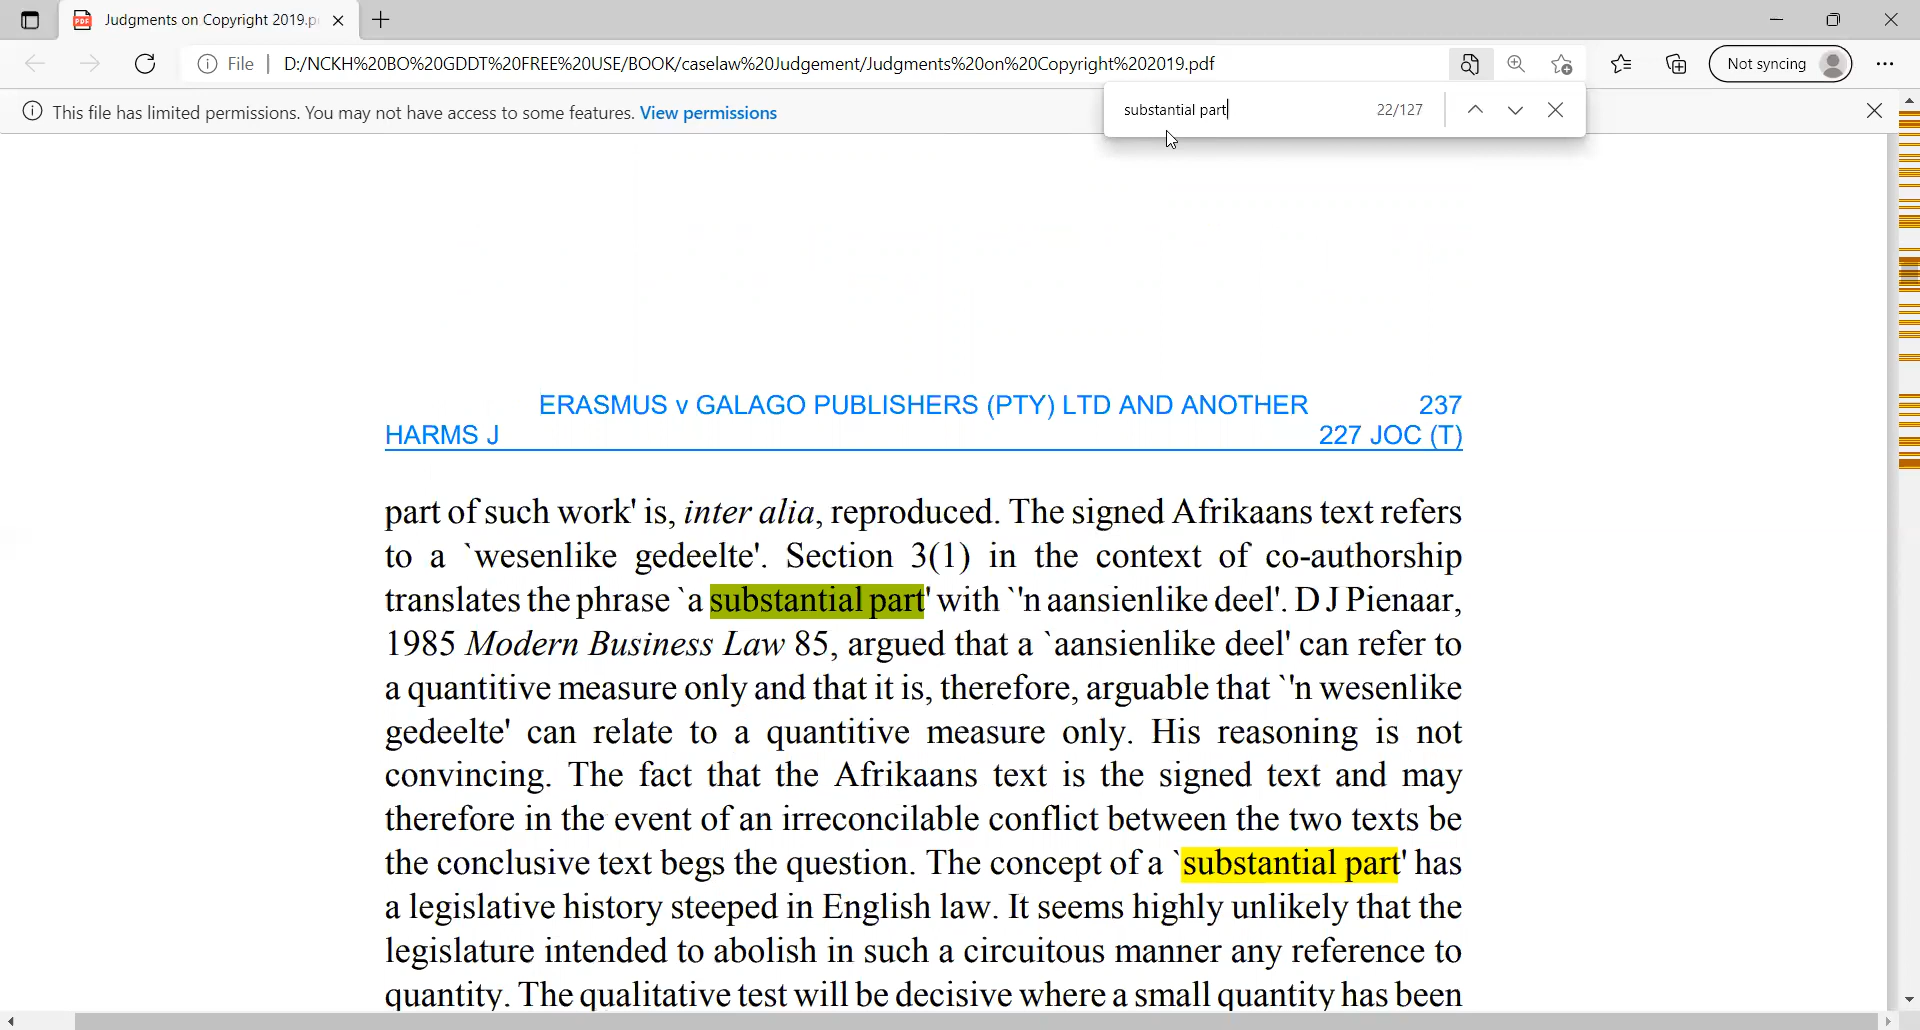 Judgments on Copyright 2019.p
File
D:/NCKH%20BO%20GDDT%20FREE%20USE/BOOK/caselaw%20Judgement/Judgments%20on%20Copyright%202019.pdf
Not syncing
This file has limited permissions. You may not have access to some features. View permissions
substantial part
22/127
ERASMUS v GALAGO PUBLISHERS (PTY) LTD AND ANOTHER 237
HARMS J 227 JOC (T)
part of such work' is, inter alia, reproduced. The signed Afrikaans text refers
to a `wesenlike gedeelte'. Section 3(1) in the context of co-authorship
translates the phrase `a substantial part' with `'n aansienlike deel'. D J Pienaar,
1985 Modern Business Law 85, argued that a `aansienlike deel' can refer to
a quantitive measure only and that it is, therefore, arguable that `'n wesenlike
gedeelte' can relate to a quantitive measure only. His reasoning is not
convincing. The fact that the Afrikaans text is the signed text and may
therefore in the event of an irreconcilable conflict between the two texts be
the conclusive text begs the question. The concept of a `substantial part' has
a legislative history steeped in English law. It seems highly unlikely that the
legislature intended to abolish in such a circuitous manner any reference to
quantity. The qualitative test will be decisive where a small quantity has been